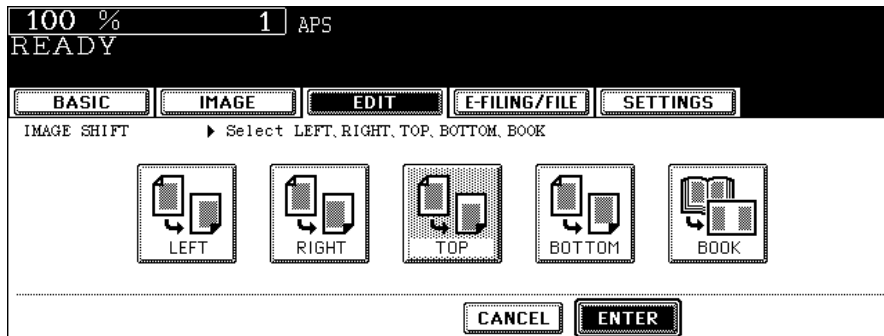 100 % 1 APS
READY
BASIC IMAGE EDIT E-FILING/FILE SETTINGS
IMAGE SHIFT Select LEFT, RIGHT, TOP, BOTTOM, BOOK
LEFT RIGHT TOP BOTTOM BOOK
CANCEL ENTER